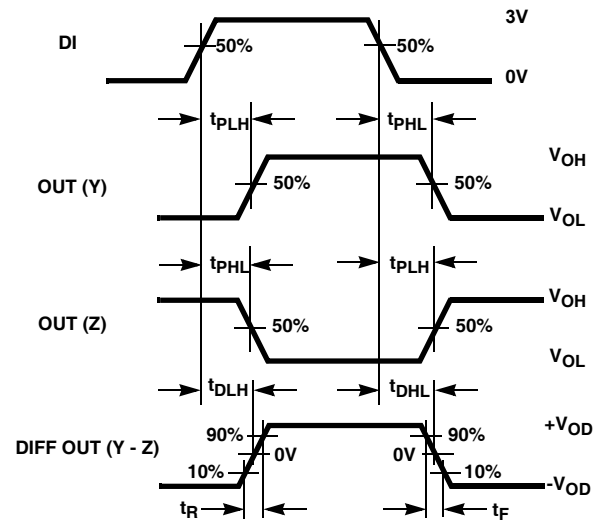 3V
DI
50%
50%
0V
tPLH
tPHL
VOH
OUT (Y)
50%
50%
VOL
tPHL
tPLH
VOH
OUT (Z)
50%
50%
VOL
tDLH
tDHL
+VOD
90%
90%
DIFF OUT (Y - Z)
0V
0V
10%
10%
-VOD
tR
tF